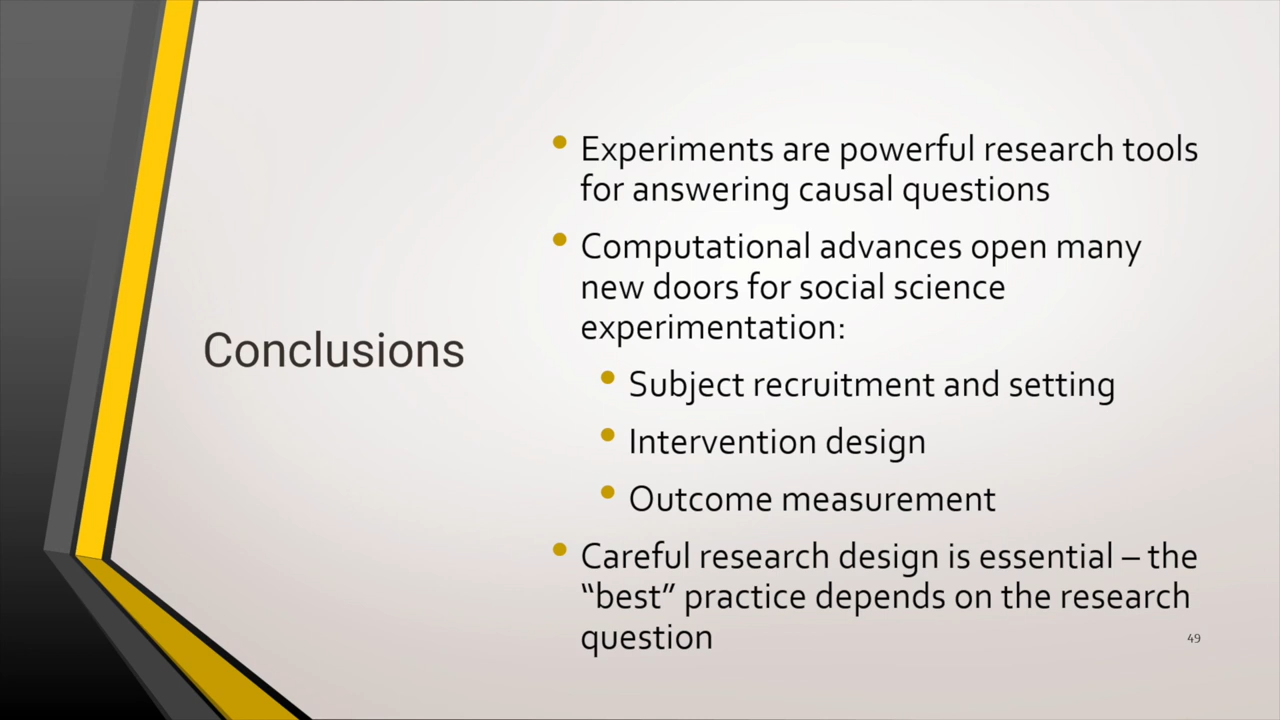 Conclusions
• Experiments are powerful research tools
for answering causal questions
• Computational advances open many
new doors for social science
experimentation:
• Subject recruitment and setting
• Intervention design
• Outcome measurement
• Careful research design is essential – the
“best” practice depends on the research
question
49